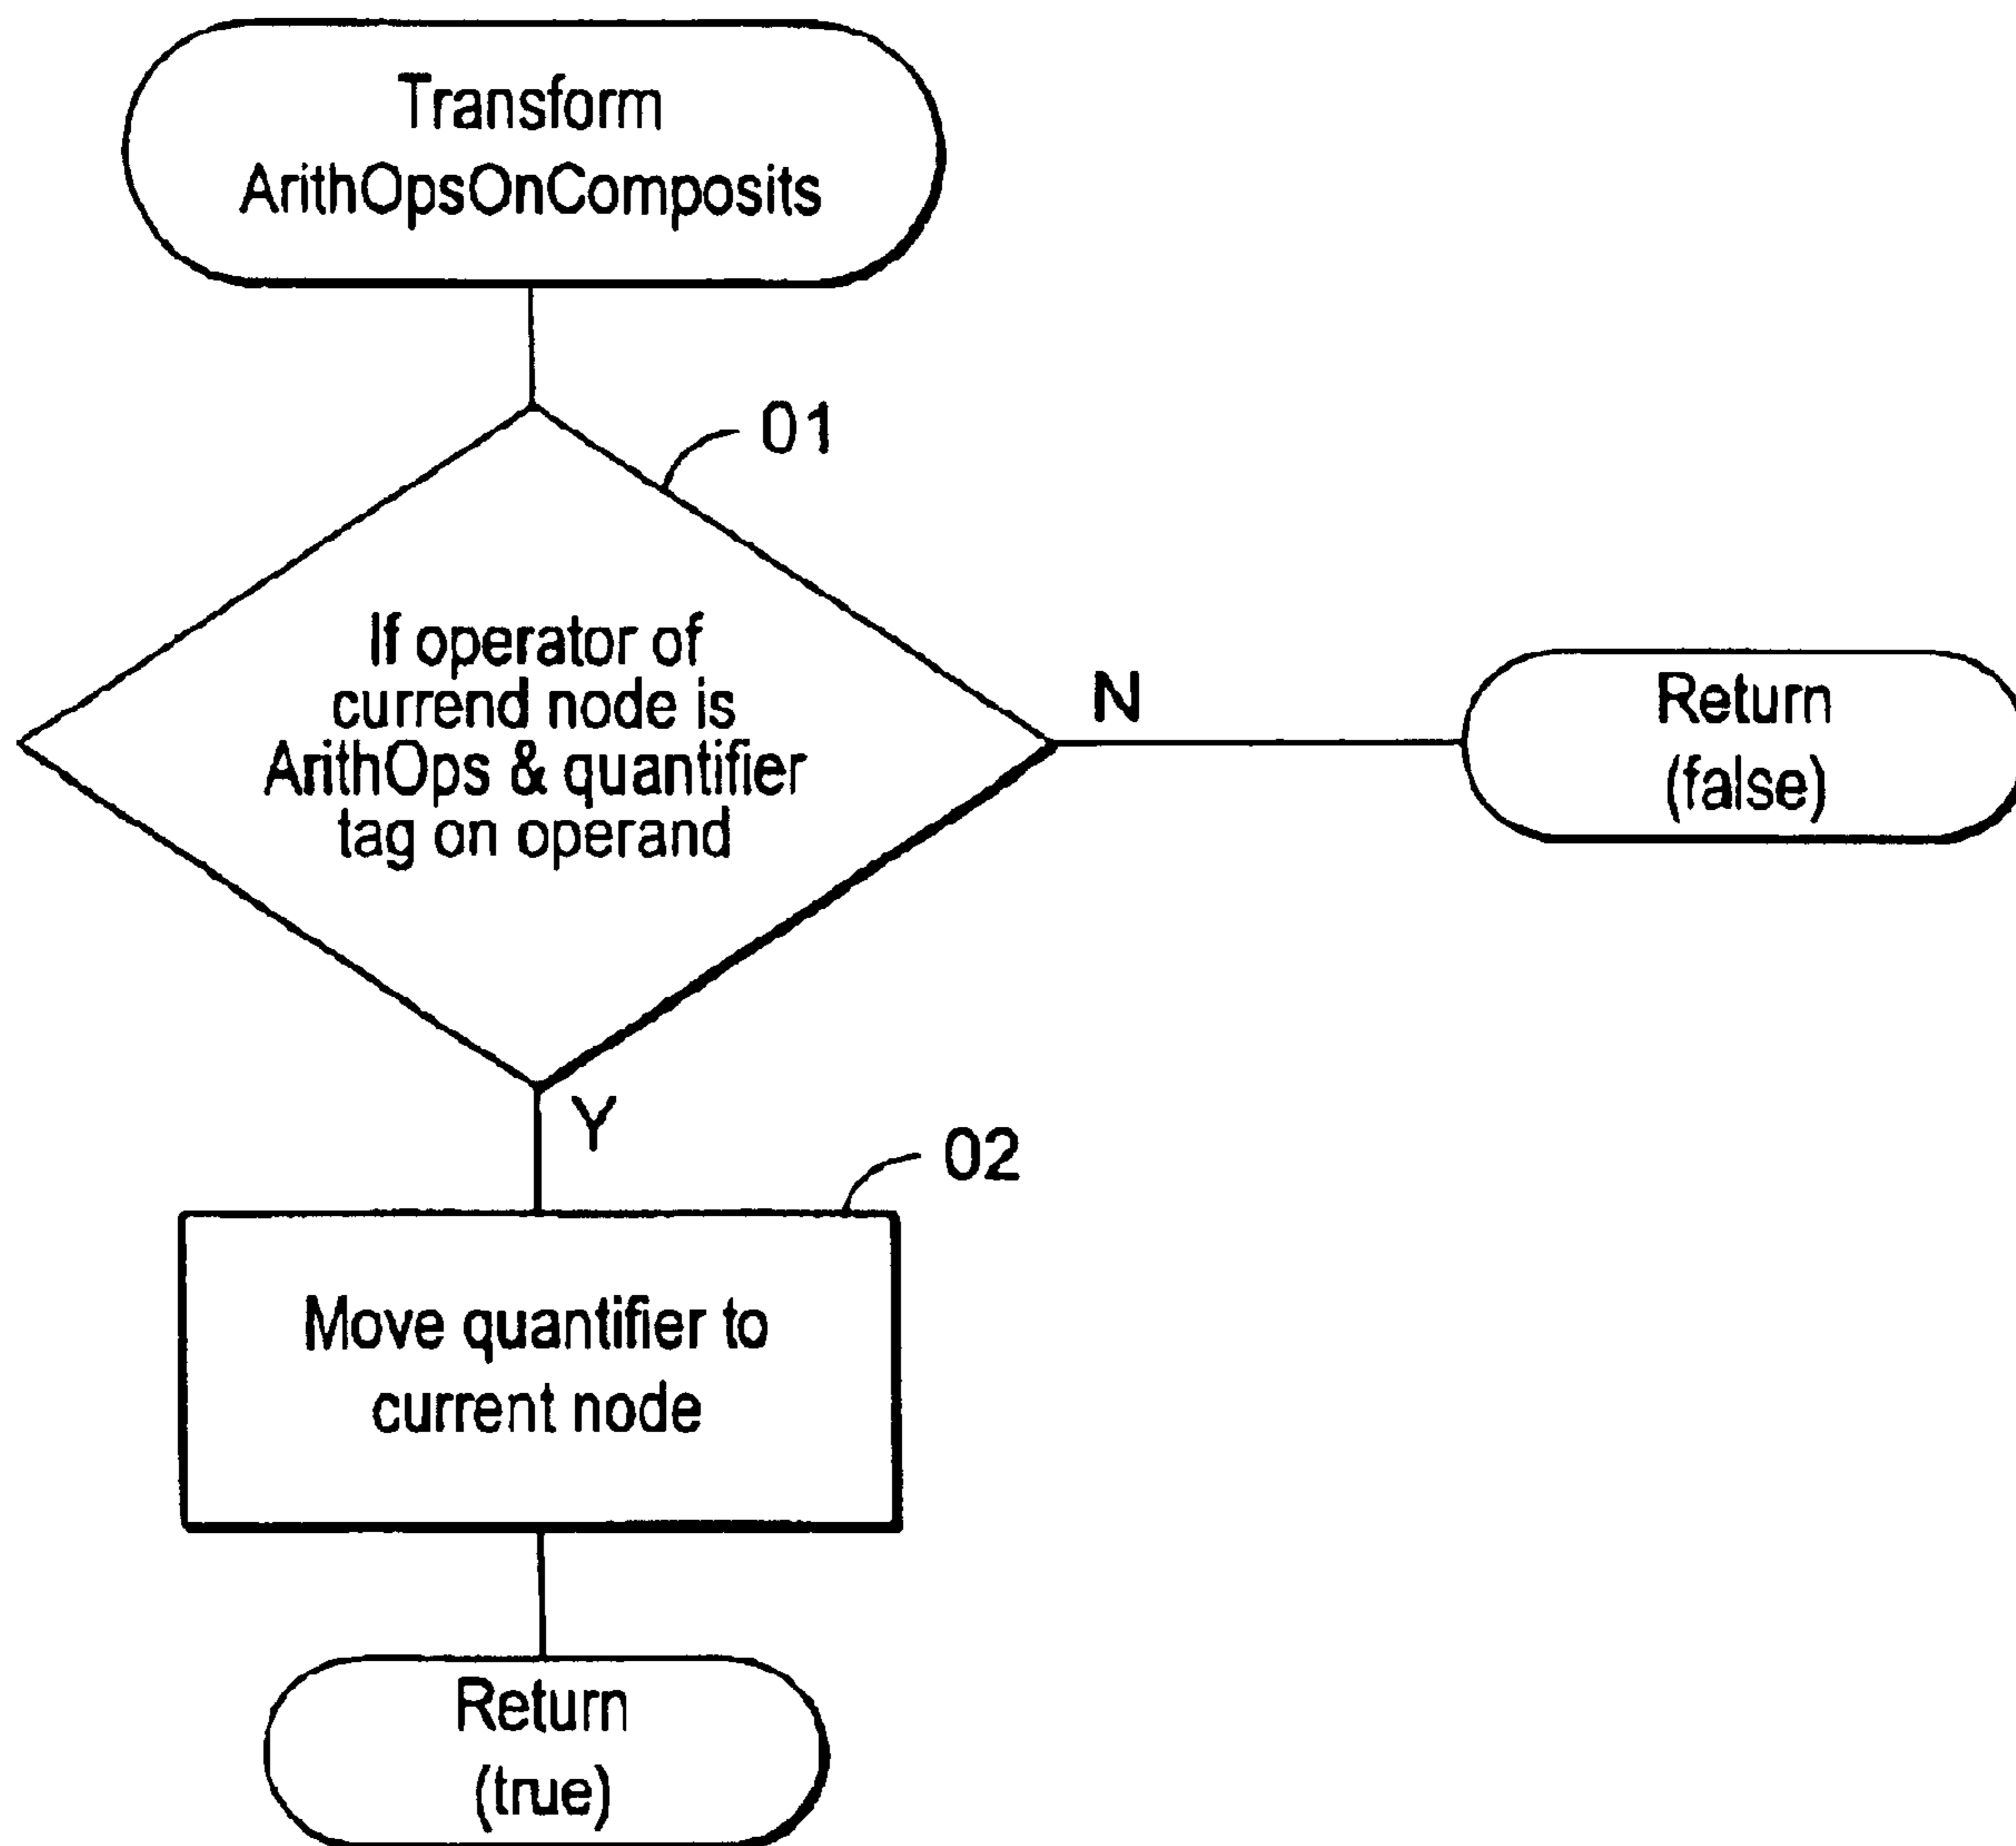 Transform
ArithOpsOnComposits
01
If operator of
currend node is
ArithOps & quantifier
tag on operand
N
Return
(false)
Y
02
Move quantifier to
current node
Return
(true)